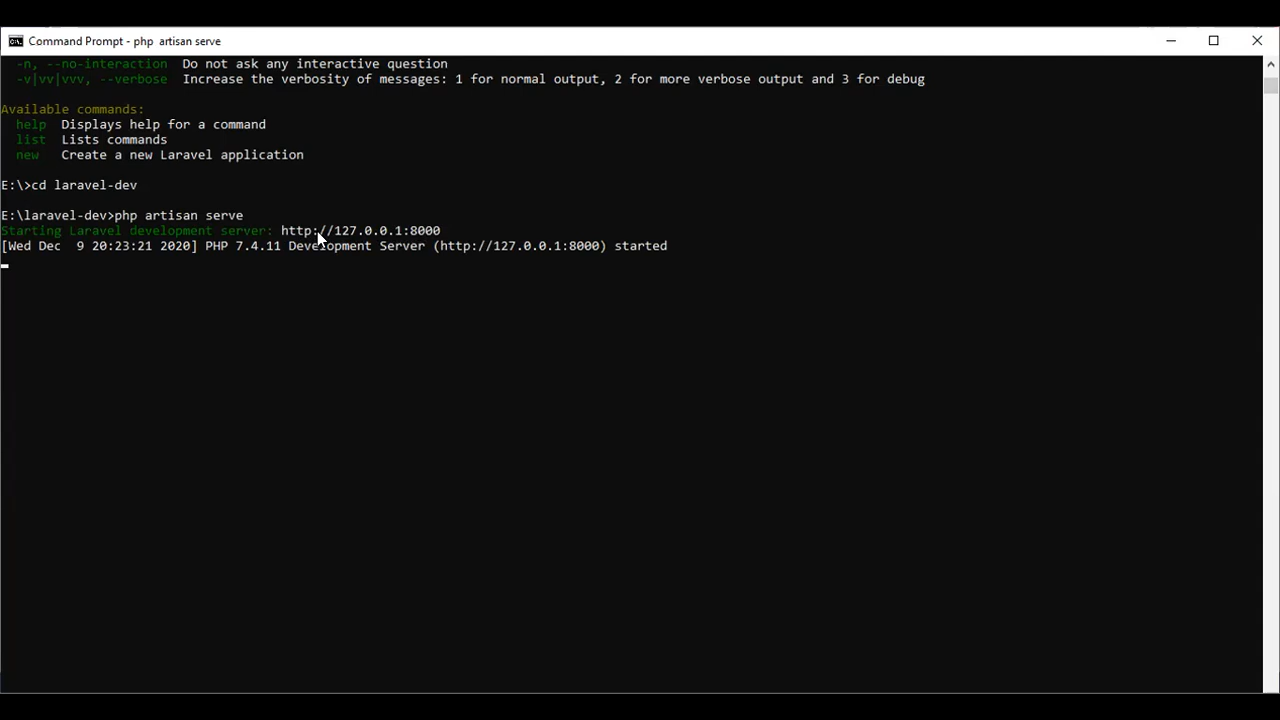 Command Prompt - php  artisan serve
-n, --no-interaction  Do not ask any interactive question
-v|vv|vvv, --verbose  Increase the verbosity of messages: 1 for normal output, 2 for more verbose output and 3 for debug
Available commands:
help  Displays help for a command
list  Lists commands
new   Create a new Laravel application
E:\>cd laravel-dev
E:\laravel-dev>php artisan serve
Starting Laravel development server: http://127.0.0.1:8000
[Wed Dec  9 20:23:21 2020] PHP 7.4.11 Development Server (http://127.0.0.1:8000) started